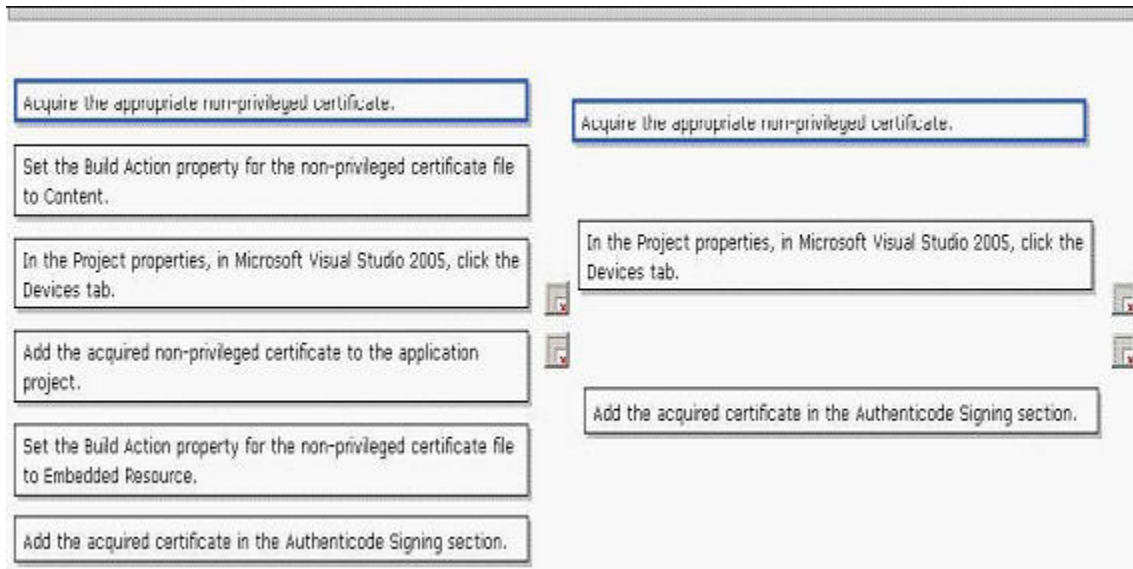 Acquire the appropriate non-privileged certificate.
Set the Build Action property for the non-privileged certificate file
to Content.
In the Project properties, in Microsoft Visual Studio 2005, click the
Devices tab.
Add the acquired non-privileged certificate to the application
project.
Set the Build Action property for the non-privileged certificate file
to Embedded Resource.
Add the acquired certificate in the Authenticode Signing section.
Acquire the appropriate non-privileged certificate.
In the Project properties, in Microsoft Visual Studio 2005, click the
Devices tab.
Add the acquired certificate in the Authenticode Signing section.